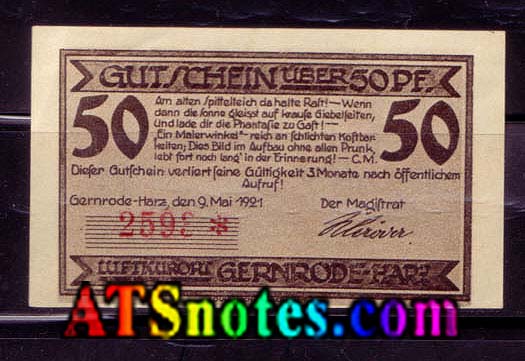 GUTSCHEIN ÜBER 50 PF.
50
Am alten Spittelteich da halte Rast! — Wenn
dann die Sonne gleisst auf krause Giebelseiten,
Und lade dir die Phantasie zu Gast! —
"Ein Malerwinkel" - reich an schlichten Kostbar-
keiten; Dies Bild im Aufbau ohne allen Prunk,
lebt fort noch lang' in der Erinnerung! — C.M.
50
Dieser Gutschein verliert seine Gültigkeit 3 Monate nach öffentlichem
Aufruf!
Gernrode-Harz, den 9. Mai 1921 Der Magistrat
2593 *
LUFTKURORT GERNRODE-HARZ
ATSnotes.com